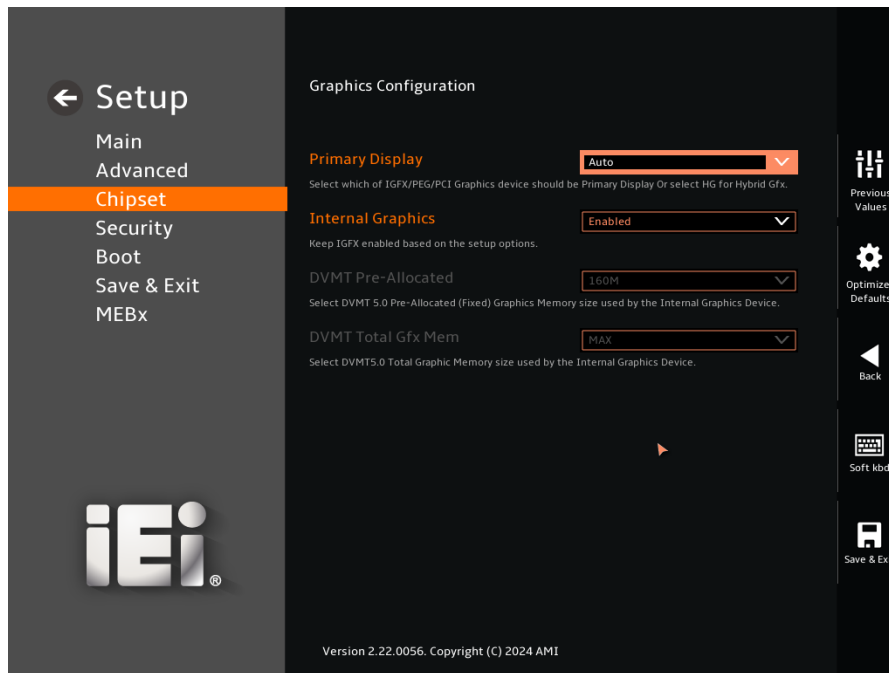 Setup
Main
Advanced
Chipset
Security
Boot
Save & Exit
MEBx
iEi®
Graphics Configuration
Primary Display
Auto
Select which of IGFX/PEG/PCI Graphics device should be Primary Display Or select HG for Hybrid Gfx.
Internal Graphics
Enabled
Keep IGFX enabled based on the setup options.
DVMT Pre-Allocated
160M
Select DVMT 5.0 Pre-Allocated (Fixed) Graphics Memory size used by the Internal Graphics Device.
DVMT Total Gfx Mem
MAX
Select DVMT5.0 Total Graphic Memory size used by the Internal Graphics Device.
Version 2.22.0056. Copyright (C) 2024 AMI
Previous
Values
Optimize
Defaults
Back
Soft kbd
Save & Ex